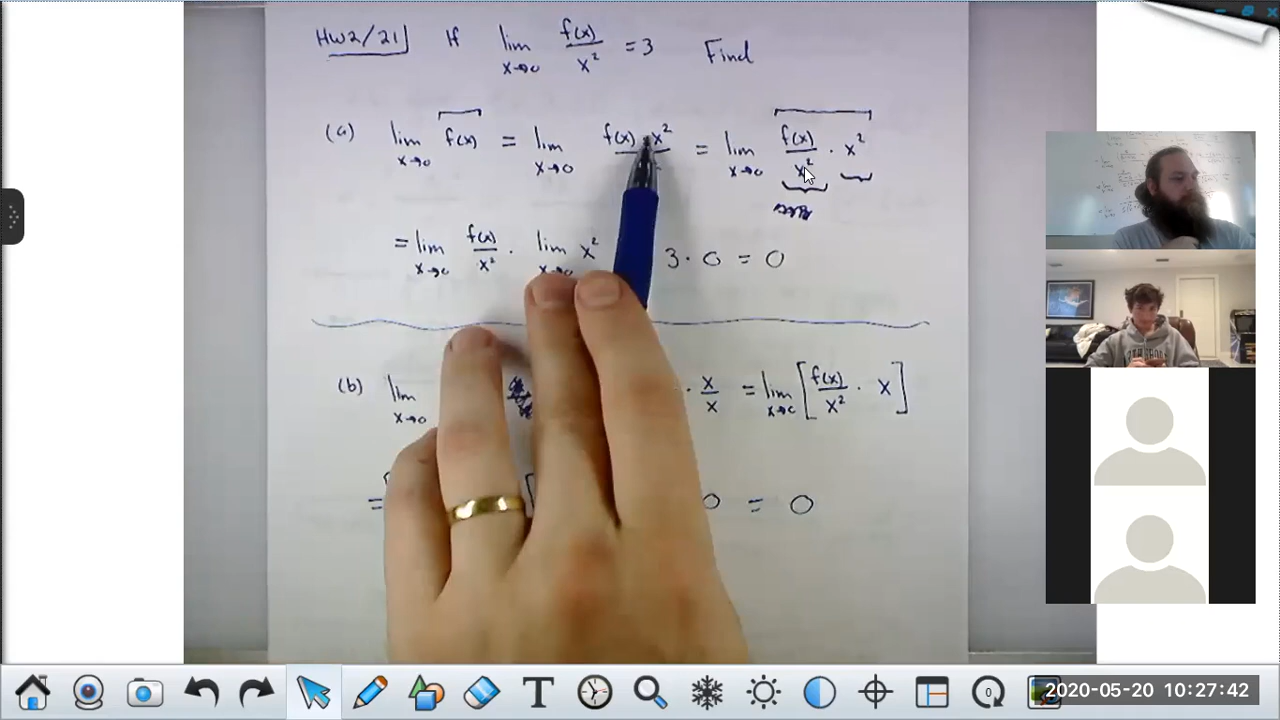 HW2/21] If lim x→0 f(x)/x² = 3 Find
(a) lim x→0 f(x) = lim x→0 f(x) · x² = lim x→0 f(x)/x² · x²
= lim x→0 f(x)/x² · lim x→0 x² 3 · 0 = 0
(b) lim x→0 · x/x = lim x→0 [f(x)/x² · x]
= 0 = 0
T
0
2020-05-20 10:27:42